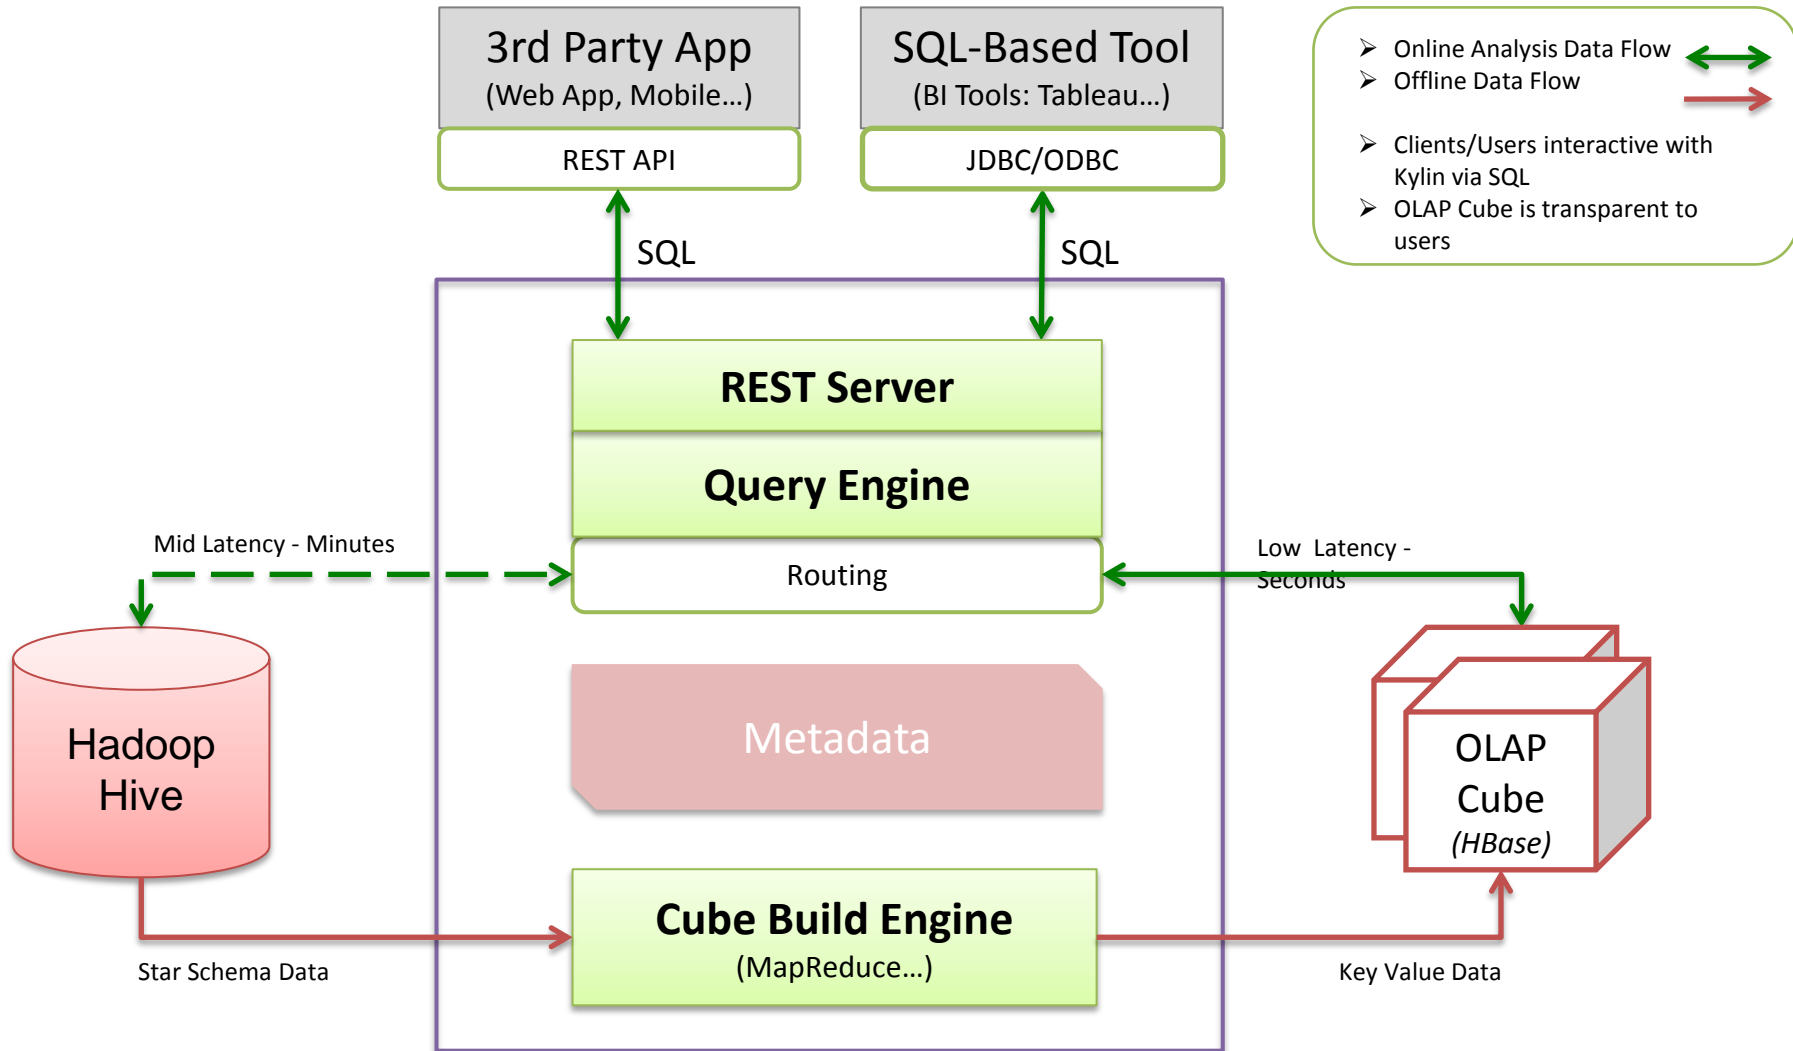 3rd Party App
(Web App, Mobile…)
REST API
SQL-Based Tool
(BI Tools: Tableau…)
JDBC/ODBC
➢ Online Analysis Data Flow
➢ Offline Data Flow
➢ Clients/Users interactive with
Kylin via SQL
➢ OLAP Cube is transparent to
users
SQL
SQL
REST Server
Query Engine
Routing
Mid Latency - Minutes
Low Latency -
Seconds
Hadoop
Hive
Metadata
OLAP
Cube
(HBase)
Cube Build Engine
(MapReduce…)
Star Schema Data
Key Value Data